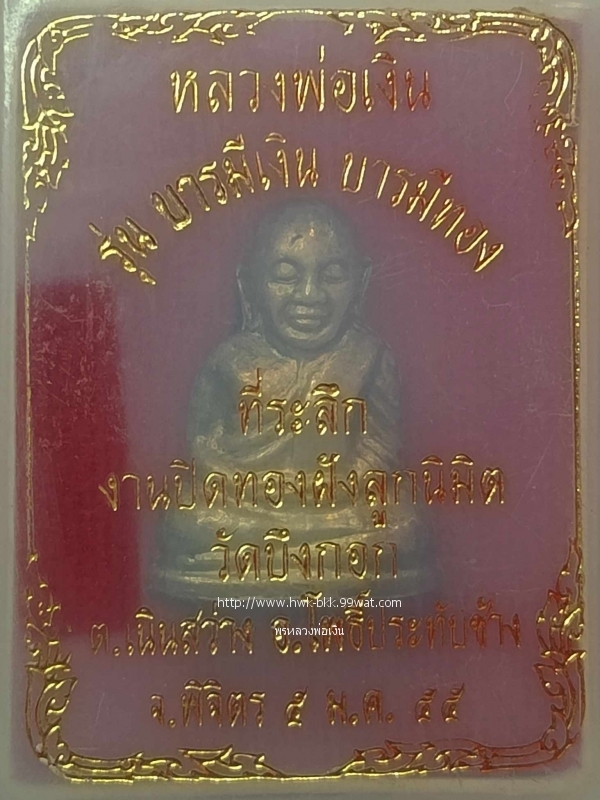 หลวงพ่อเงิน
รุ่น บารมีเงิน บารมีทอง
ที่ระลึก
งานปิดทองฝังลูกนิมิต
วัดบึงกอก
http://www.hwk-bkk.99wat.com
ต.เนินสว่าง อ.โพธิ์ประทับช้าง
พรหลวงพ่อเงิน
จ.พิจิตร ๕ ม.ค. ๕๕